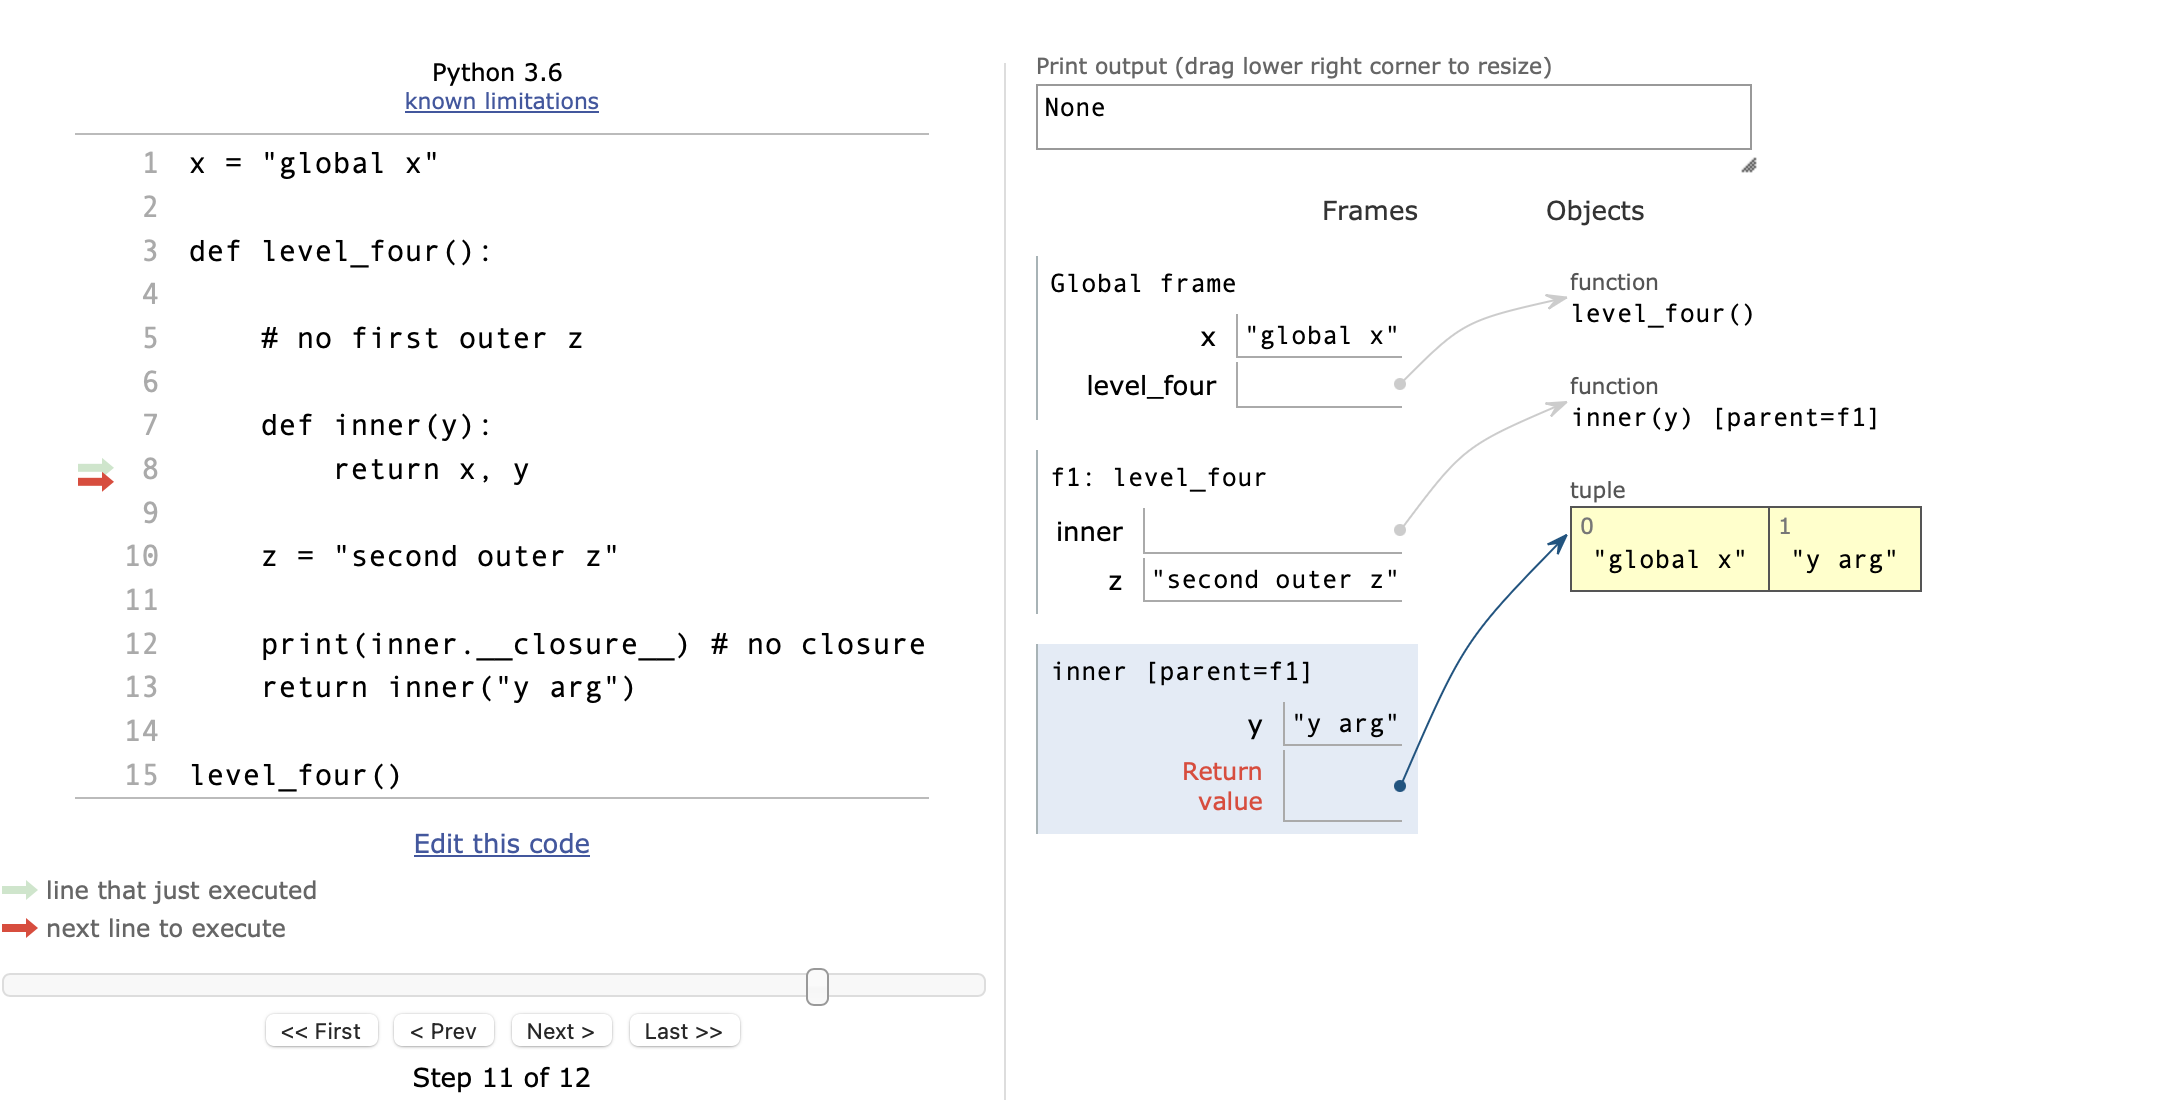 Python 3.6
known limitations
1 x = "global x"
2
3 def level_four():
4
5     # no first outer z
6
7     def inner(y):
8         return x, y
9
10     z = "second outer z"
11
12     print(inner.__closure__) # no closure
13     return inner("y arg")
14
15 level_four()
Edit this code
line that just executed
next line to execute
<< First < Prev Next > Last >>
Step 11 of 12
Print output (drag lower right corner to resize)
None
Frames Objects
Global frame
x "global x"
level_four
function
level_four()
function
inner(y) [parent=f1]
f1: level_four
inner
z "second outer z"
tuple
0 1
"global x" "y arg"
inner [parent=f1]
y "y arg"
Return
value